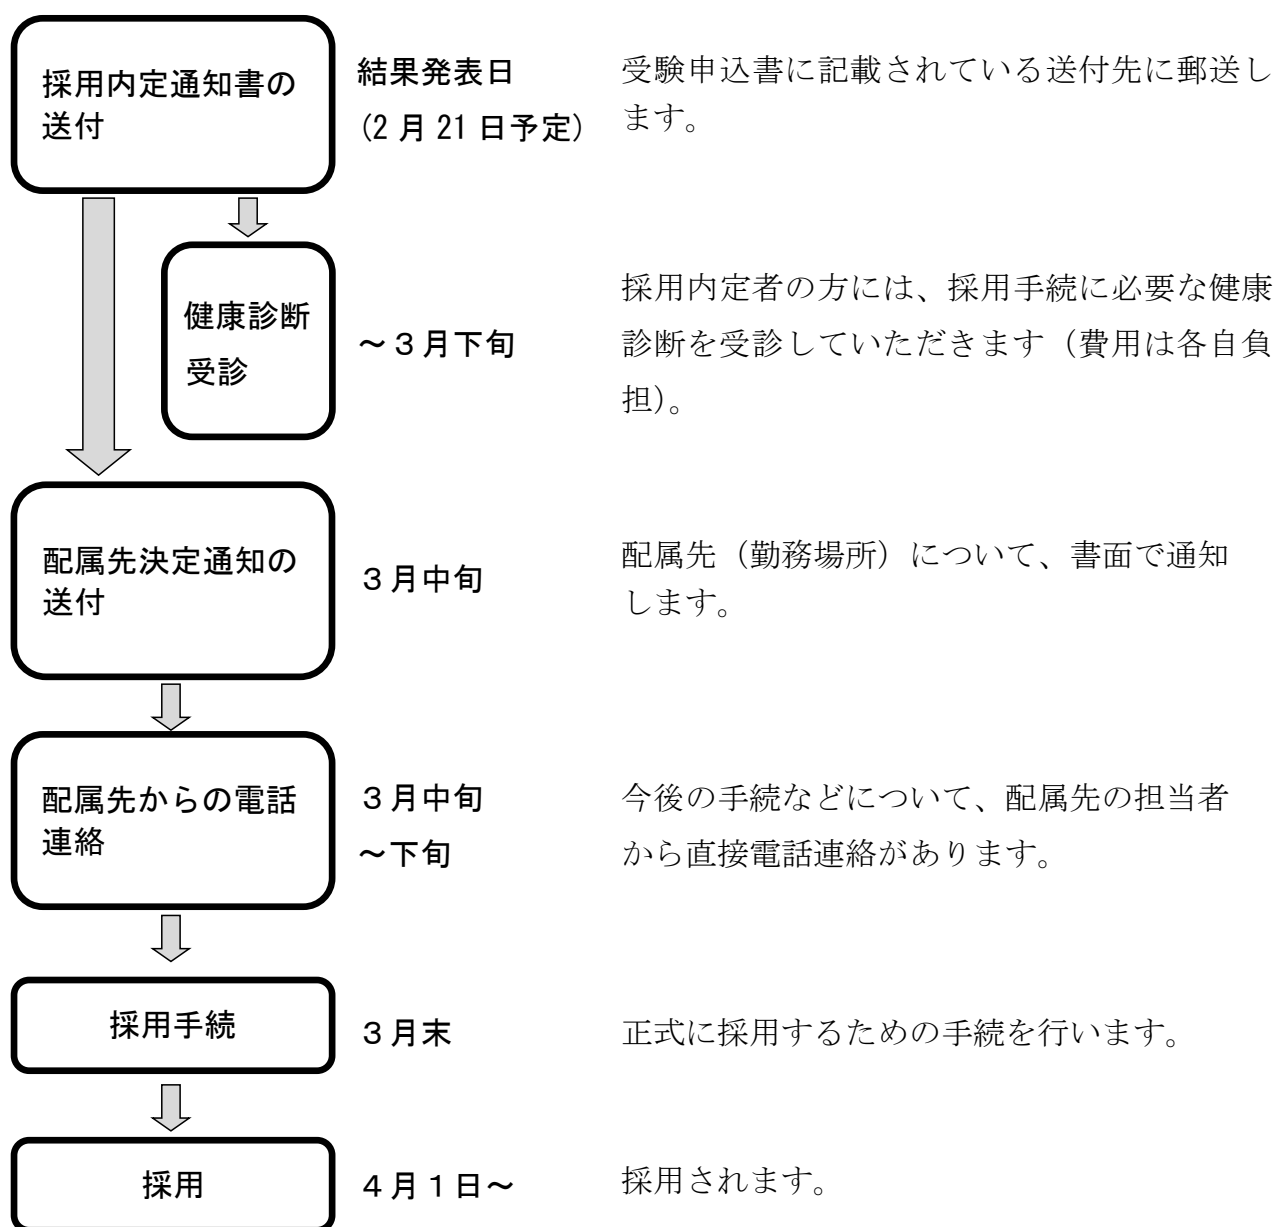 採用内定通知書の
送付
結果発表日
(2月21日予定)
受験申込書に記載されている送付先に郵送し
ます。
健康診断
受診
～３月下旬
採用内定者の方には、採用手続に必要な健康
診断を受診していただきます（費用は各自負
担）。
配属先決定通知の
送付
３月中旬
配属先（勤務場所）について、書面で通知
します。
配属先からの電話
連絡
３月中旬
～下旬
今後の手続などについて、配属先の担当者
から直接電話連絡があります。
採用手続
３月末
正式に採用するための手続を行います。
採用
４月１日～
採用されます。